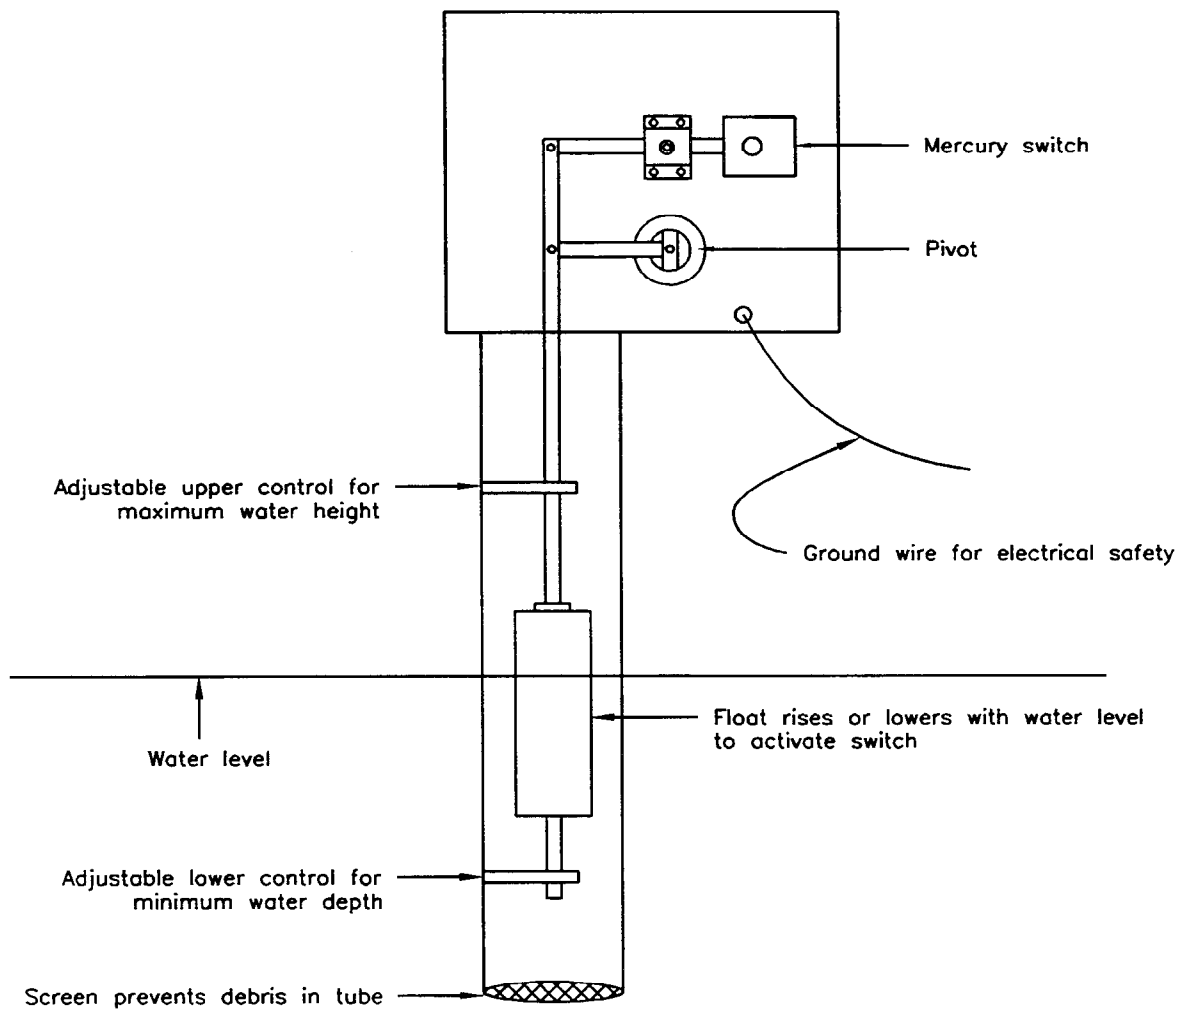 Mercury switch
Pivot
Adjustable upper control for
maximum water height
Ground wire for electrical safety
Float rises or lowers with water level
to activate switch
Water level
Adjustable lower control for
minimum water depth
Screen prevents debris in tube